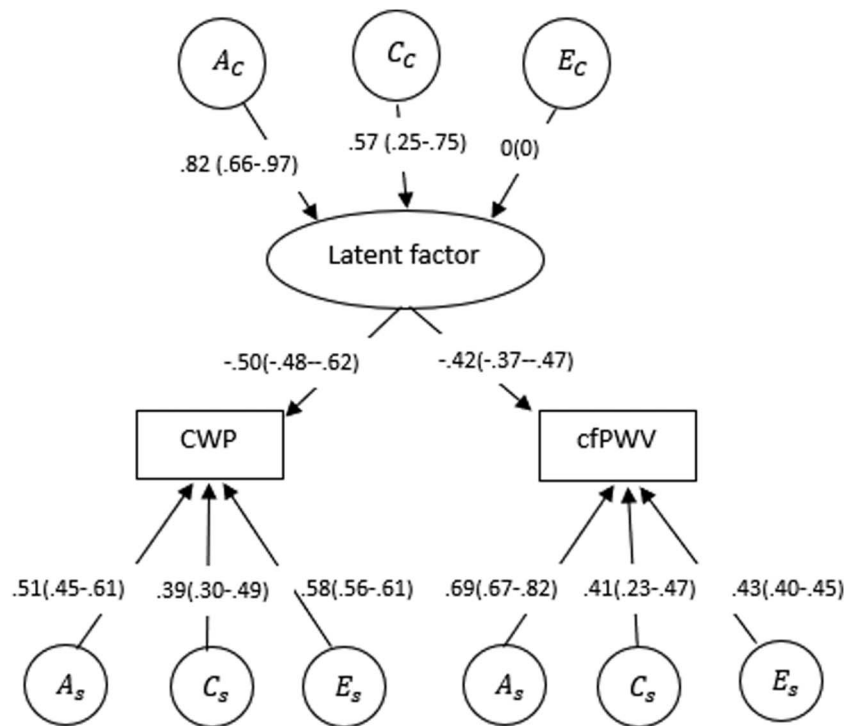 A_C C_C E_C
.82 (.66-.97) .57 (.25-.75) 0(0)
Latent factor
-.50(-.48--.62) -.42(-.37--.47)
CWP cfPWV
.51(.45-.61) .39(.30-.49) .58(.56-.61) .69(.67-.82) .41(.23-.47) .43(.40-.45)
A_s C_s E_s A_s C_s E_s